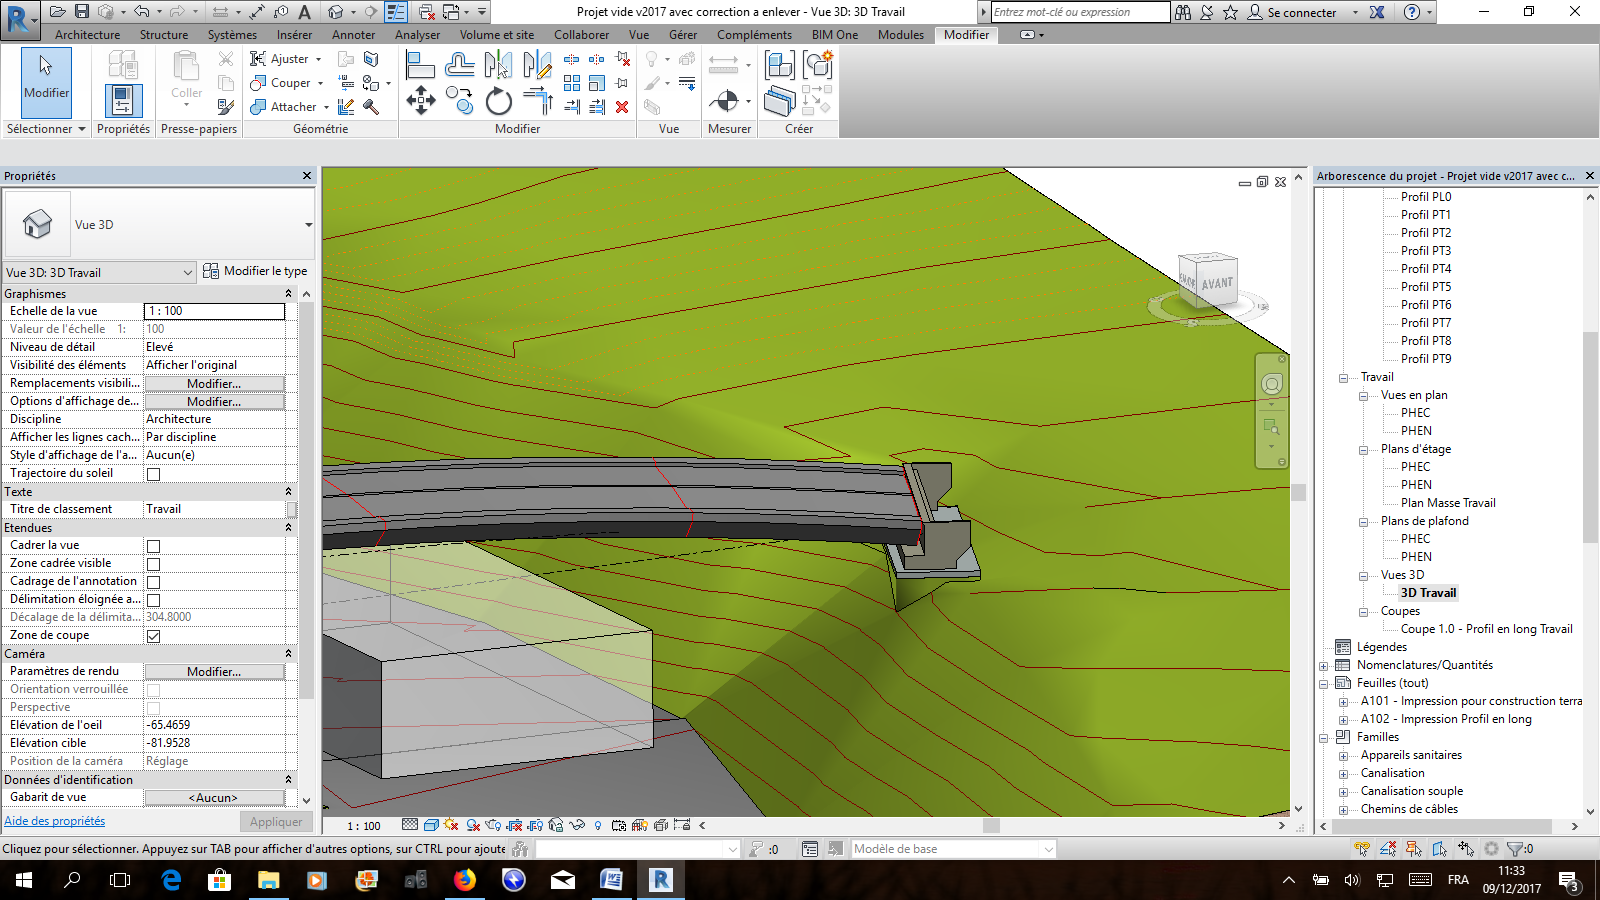 Projet vide v2017 avec correction a enlever - Vue 3D: 3D Travail
Entrez mot-clé ou expression
Se connecter
Architecture
Structure
Systèmes
Insérer
Annoter
Analyser
Volume et site
Collaborer
Vue
Gérer
Compléments
BIM One
Modules
Modifier
Modifier
Coller
Ajuster
Couper
Attacher
Sélectionner
Propriétés
Presse-papiers
Géométrie
Modifier
Vue
Mesurer
Créer
Propriétés
Vue 3D
Vue 3D: 3D Travail
Modifier le type
Graphismes
Echelle de la vue
1 : 100
Valeur de l'échelle 1:
100
Niveau de détail
Elevé
Visibilité des éléments
Afficher l'original
Remplacements visibili...
Modifier...
Options d'affichage de...
Modifier...
Discipline
Architecture
Afficher les lignes cach...
Par discipline
Style d'affichage de l'a...
Aucun(e)
Trajectoire du soleil
Texte
Titre de classement
Travail
Etendues
Cadrer la vue
Zone cadrée visible
Cadrage de l'annotation
Délimitation éloignée a...
Décalage de la délimita...
304.8000
Zone de coupe
Caméra
Paramètres de rendu
Modifier...
Orientation verrouillée
Perspective
Elévation de l'oeil
-65.4659
Elévation cible
-81.9528
Position de la caméra
Réglage
Données d'identification
Gabarit de vue
<Aucun>
Aide des propriétés
Appliquer
AVANT
1 : 100
Arborescence du projet - Projet vide v2017 avec c...
Profil PL0
Profil PT1
Profil PT2
Profil PT3
Profil PT4
Profil PT5
Profil PT6
Profil PT7
Profil PT8
Profil PT9
Travail
Vues en plan
PHEC
PHEN
Plans d'étage
PHEC
PHEN
Plan Masse Travail
Plans de plafond
PHEC
PHEN
Vues 3D
3D Travail
Coupes
Coupe 1.0 - Profil en long Travail
Légendes
Nomenclatures/Quantités
Feuilles (tout)
A101 - Impression pour construction terra
A102 - Impression Profil en long
Familles
Appareils sanitaires
Canalisation
Canalisation souple
Chemins de câbles
Cliquez pour sélectionner. Appuyez sur TAB pour afficher d'autres options, sur CTRL pour ajoute
:0
Modèle de base
:0
FRA
11:33
09/12/2017
3